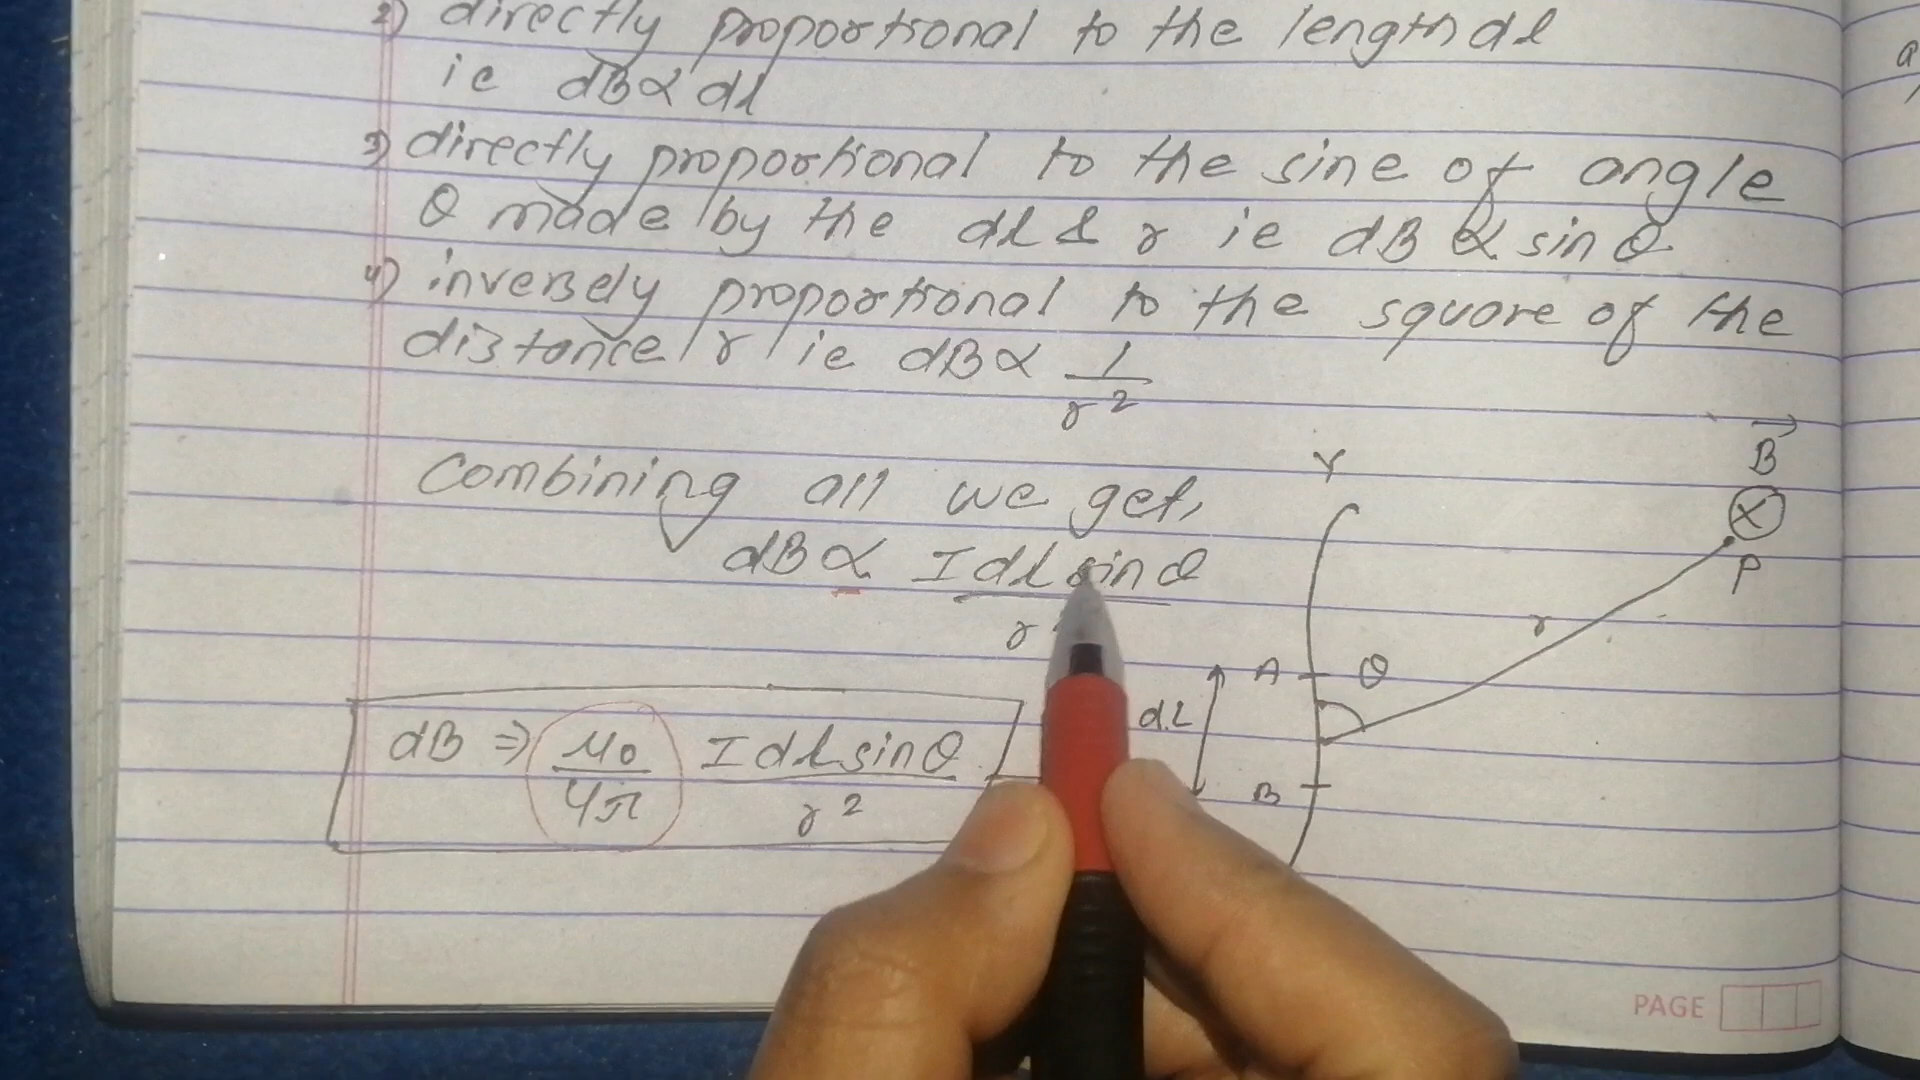 2) directly proportional to the length dl
ie dB∝ dl
3) directly proportional to the sine of angle
θ made by the dl & r ie dB ∝ sin θ
4) inversely proportional to the square of the
distance r ie dB∝ 1/r²
Combining all we get,
dB ∝ I dl sin θ
r
dB ⇒ μ0/4π I dl sin θ/r²
Y
B⃗
X
P
r
A
θ
dL
B
PAGE